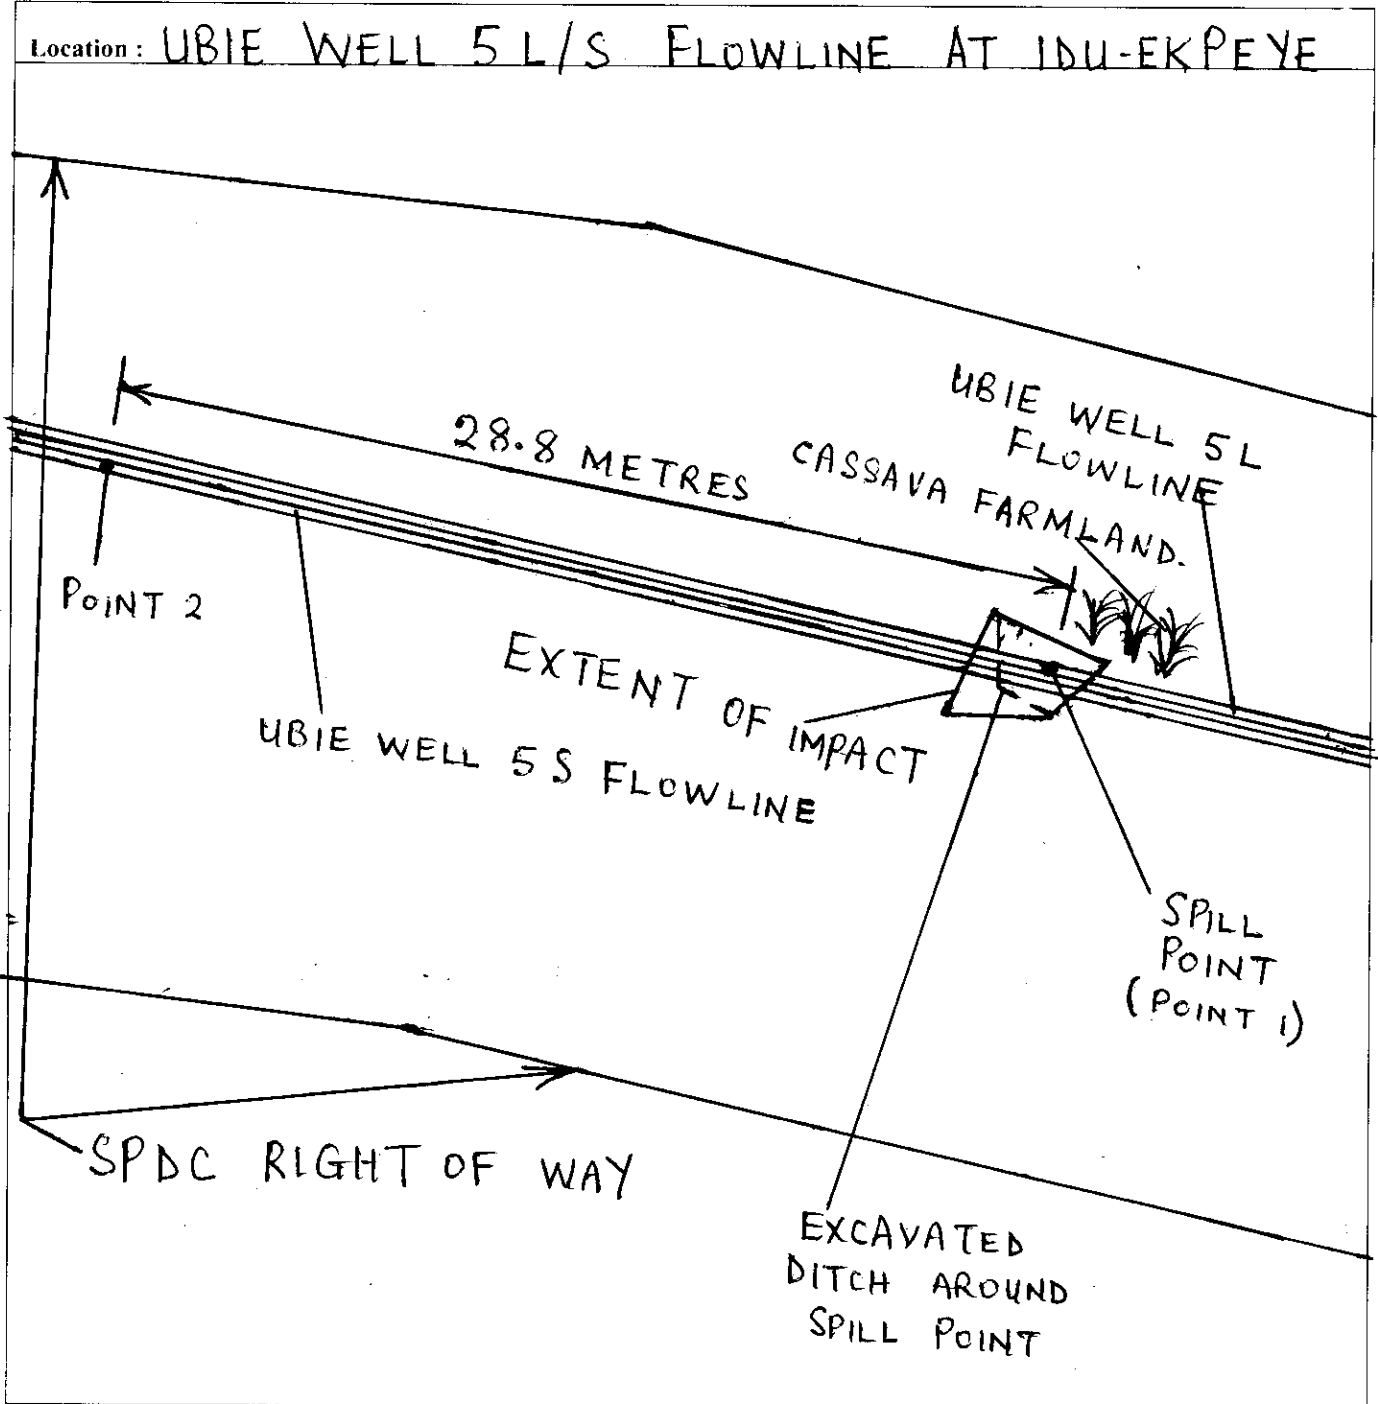 Location : UBIE WELL 5 L/S FLOWLINE AT IDU-EKPEYE
UBIE WELL 5L
FLOWLINE
28.8 METRES
CASSAVA FARMLAND.
POINT 2
EXTENT OF IMPACT
UBIE WELL 5S FLOWLINE
SPILL
POINT
(POINT 1)
SPDC RIGHT OF WAY
EXCAVATED
DITCH AROUND
SPILL POINT